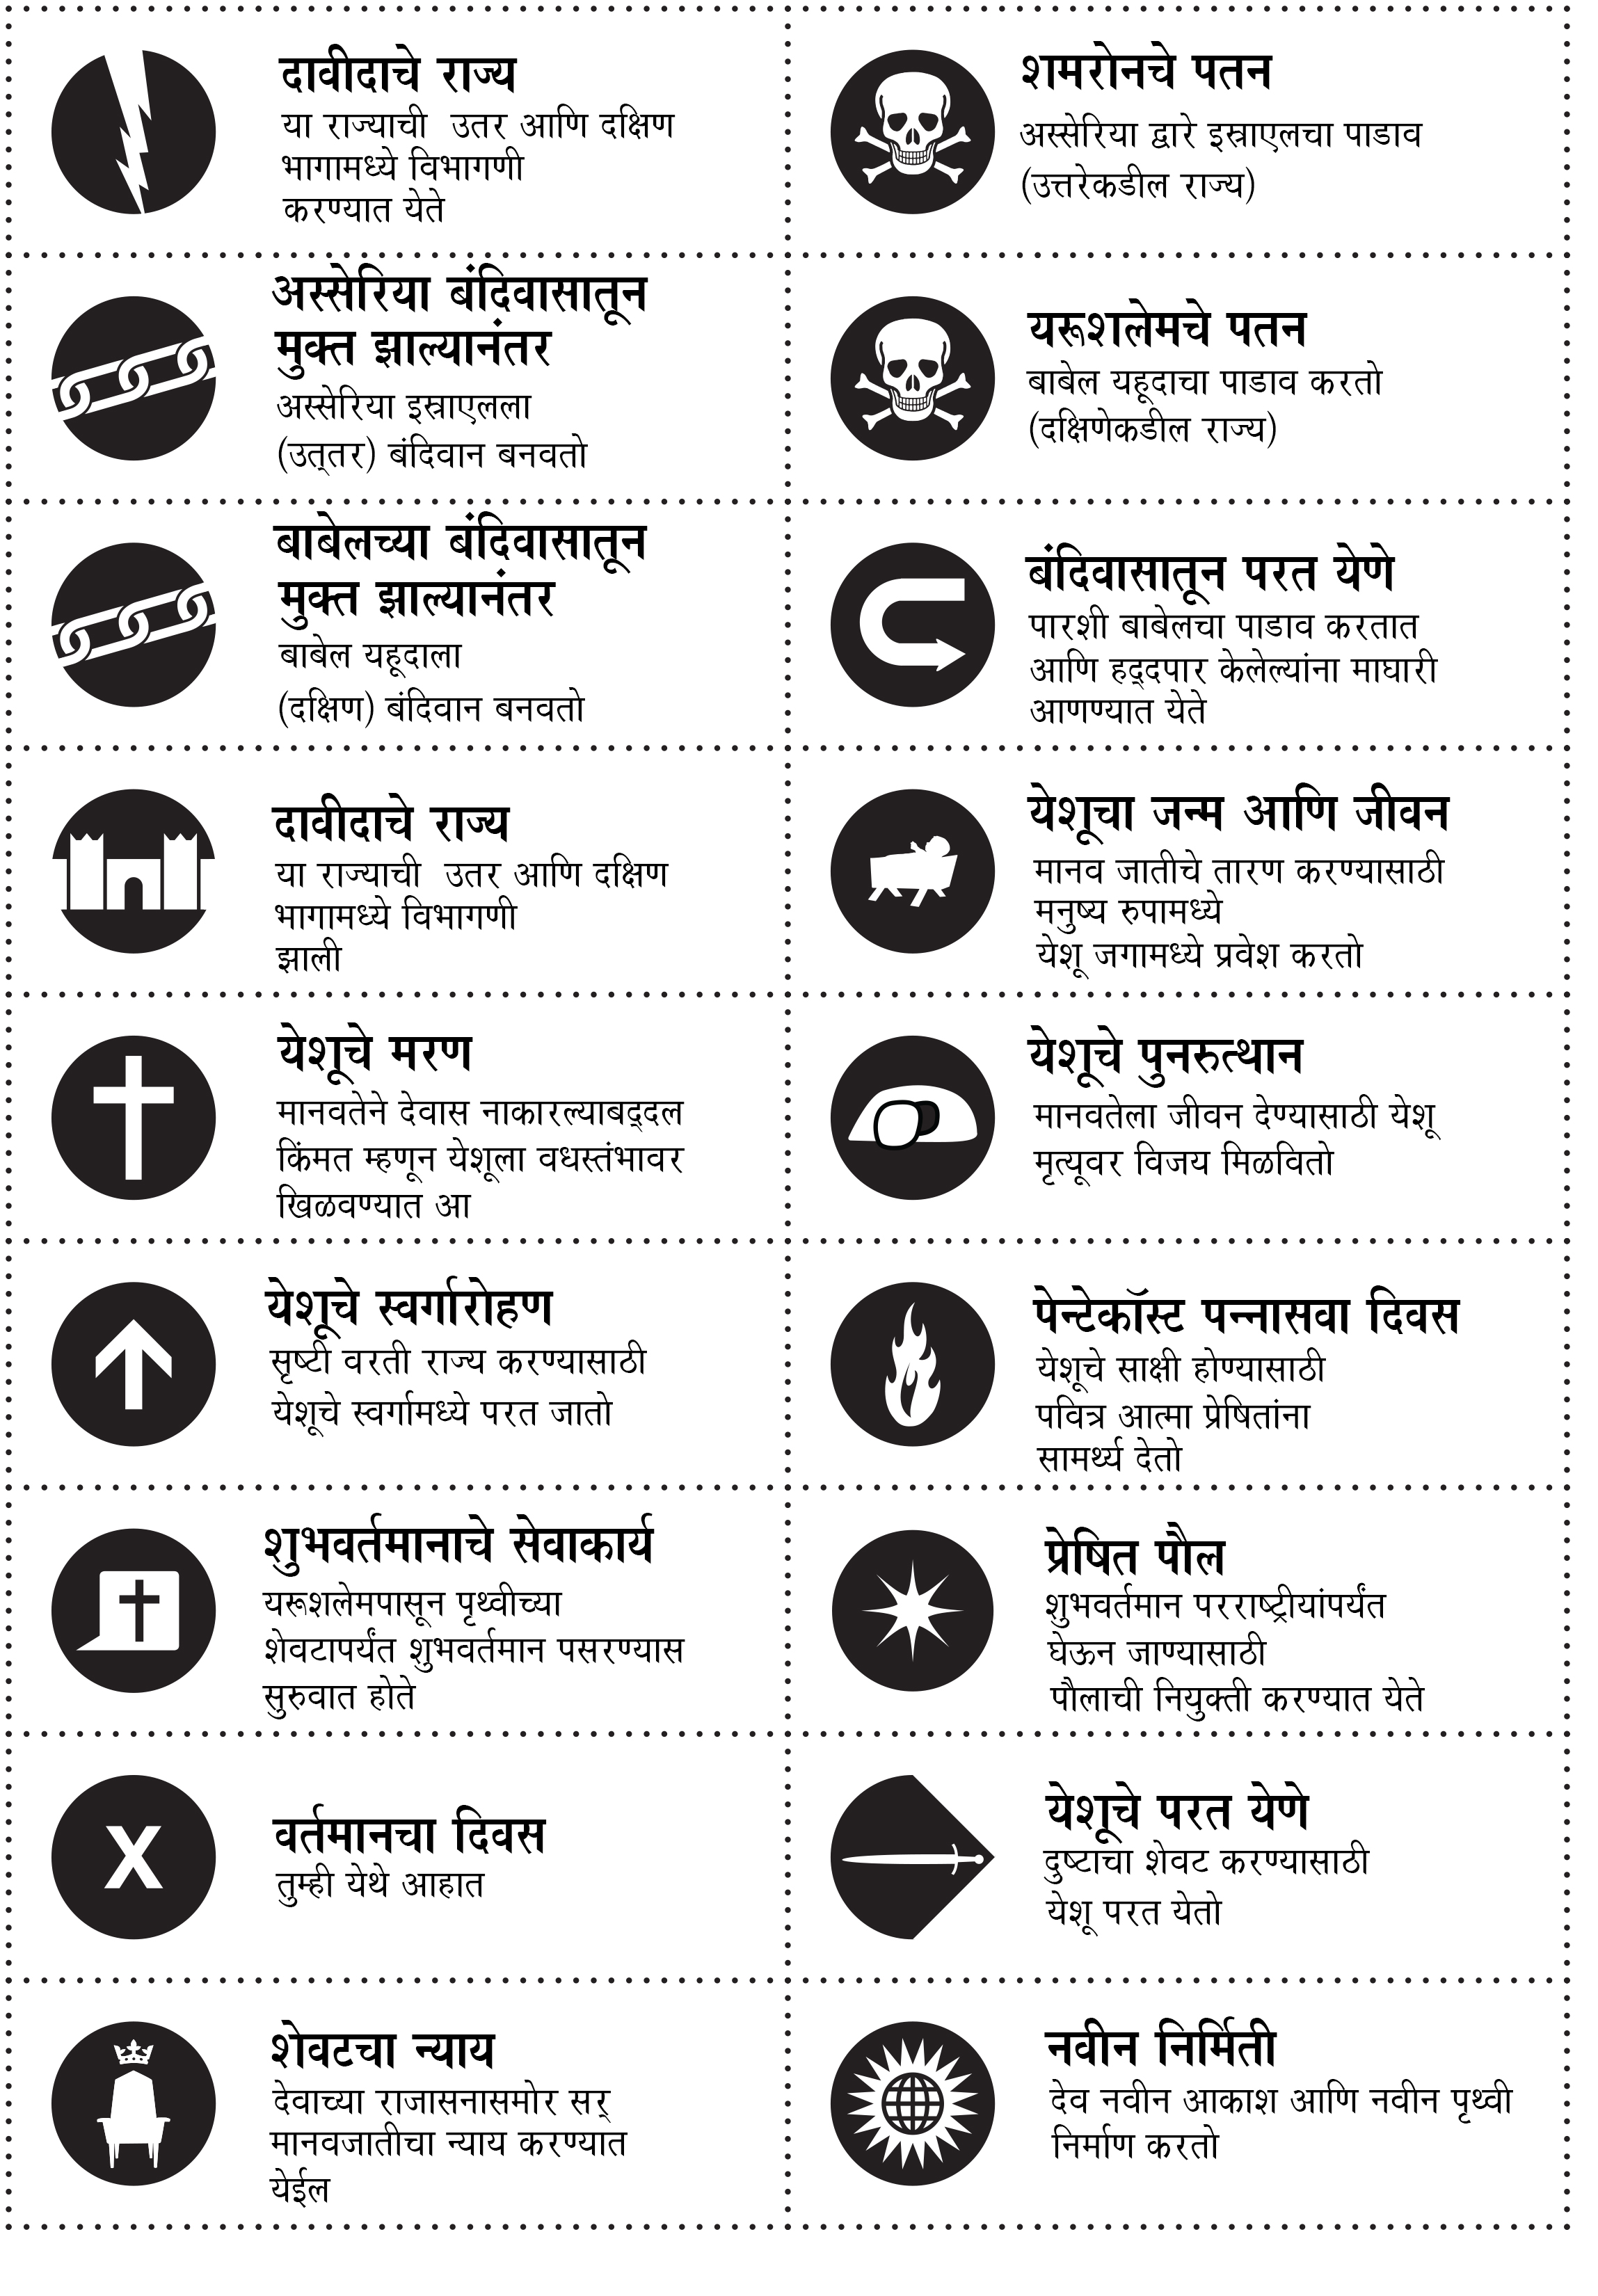 दावीदाचे राज्य
या राज्याची उतर आणि दक्षिण
भागामध्ये विभागणी
करण्यात येते
शमरोनचे पतन
अस्सेरिया द्वारे इस्राएलचा पाडाव
(उत्तरेकडील राज्य)
अस्सेरिया बंदिवासातून
मुक्त झाल्यानंतर
अस्सेरिया इस्राएलला
(उत्‌तर) बंदिवान बनवतो
यरूशलेमचे पतन
बाबेल यहूदाचा पाडाव करतो
(दक्षिणेकडील राज्य)
बाबेलच्या बंदिवासातून
मुक्त झाल्यानंतर
बाबेल यहूदाला
(दक्षिण) बंदिवान बनवतो
बंदिवासातून परत येणे
पारशी बाबेलचा पाडाव करतात
आणि हद्‌दपार केलेल्यांना माघारी
आणण्यात येते
दावीदाचे राज्य
या राज्याची उतर आणि दक्षिण
भागामध्ये विभागणी
झाली
येशूचा जन्म आणि जीवन
मानव जातीचे तारण करण्यासाठी
मनुष्य रुपामध्ये
येशू जगामध्ये प्रवेश करतो
येशूचे मरण
मानवतेने देवास नाकारल्याबद्‌दल
किंमत म्हणून येशूला वधस्तंभावर
खिळवण्यात आ
येशूचे पुनरुत्थान
मानवतेला जीवन देण्यासाठी येशू
मृत्यूवर विजय मिळवितो
येशूचे स्वर्गारोहण
सृष्टी वरती राज्य करण्यासाठी
येशूचे स्वर्गामध्ये परत जातो
पेन्टेकॉस्ट पन्नासवा दिवस
येशूचे साक्षी होण्यासाठी
पवित्र आत्मा प्रेषितांना
सामर्थ्य देतो
शुभवर्तमानाचे सेवाकार्य
यरूशलेमपासून पृथ्वीच्या
शेवटापर्यंत शुभवर्तमान पसरण्यास
सुरुवात होते
प्रेषित पौल
शुभवर्तमान परराष्ट्रीयांपर्यंत
घेऊन जाण्यासाठी
पौलाची नियुक्ती करण्यात येते
X
वर्तमानचा दिवस
तुम्ही येथे आहात
येशूचे परत येणे
दुष्टाचा शेवट करण्यासाठी
येशू परत येतो
शेवटचा न्याय
देवाच्या राजासनासमोर सर्
मानवजातीचा न्याय करण्यात
येईल
नवीन निर्मिती
देव नवीन आकाश आणि नवीन पृथ्वी
निर्माण करतो